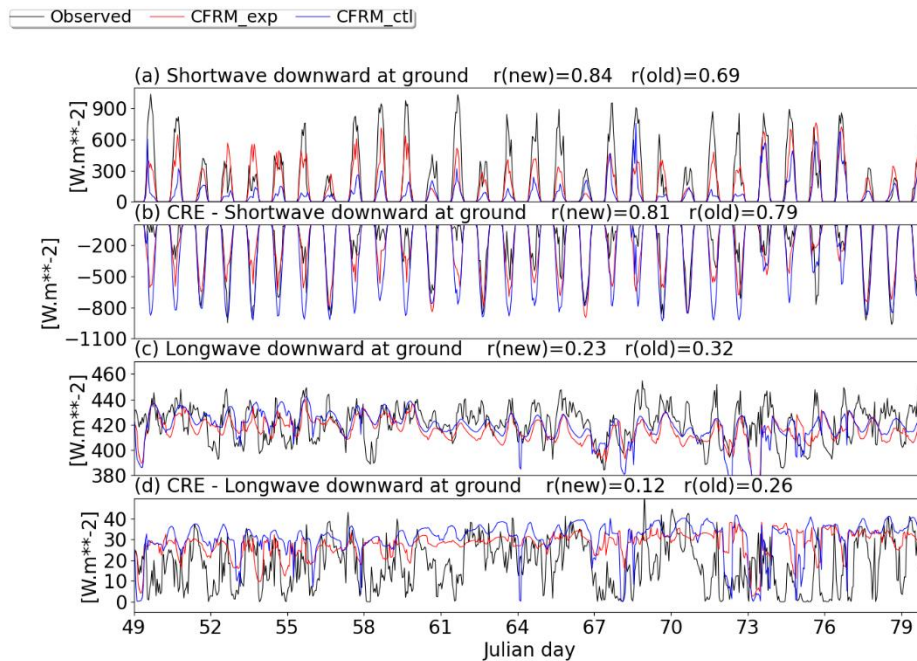 Observed CFRM_exp CFRM_ctl
(a) Shortwave downward at ground r(new)=0.84 r(old)=0.69
900
600
300
0
[W.m**-2]
(b) CRE - Shortwave downward at ground r(new)=0.81 r(old)=0.79
−200
−500
−800
−1100
[W.m**-2]
(c) Longwave downward at ground r(new)=0.23 r(old)=0.32
460
440
420
400
380
[W.m**-2]
(d) CRE - Longwave downward at ground r(new)=0.12 r(old)=0.26
40
30
20
10
0
[W.m**-2]
49 52 55 58 61 64 67 70 73 76 79
Julian day